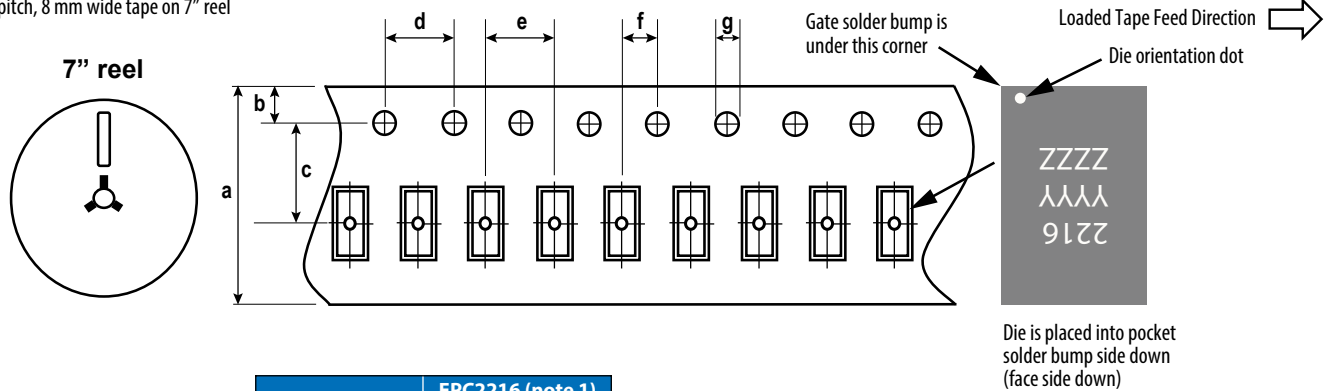 pitch, 8 mm wide tape on 7” reel
Loaded Tape Feed Direction
Gate solder bump is
under this corner
Die orientation dot
7” reel
d
e
f
g
b
c
a
ZZZZ
YYYY
2216
Die is placed into pocket
solder bump side down
(face side down)
EPC2216 (note 1)